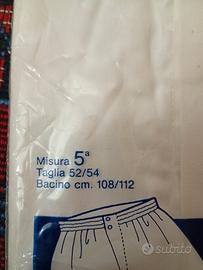 Misura 5ª
Taglia 52/54
Bacino cm. 108/112
subito